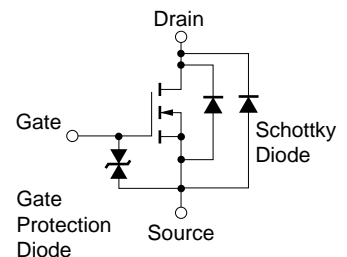 Drain
Gate
Schottky
Diode
Gate
Protection
Diode
Source